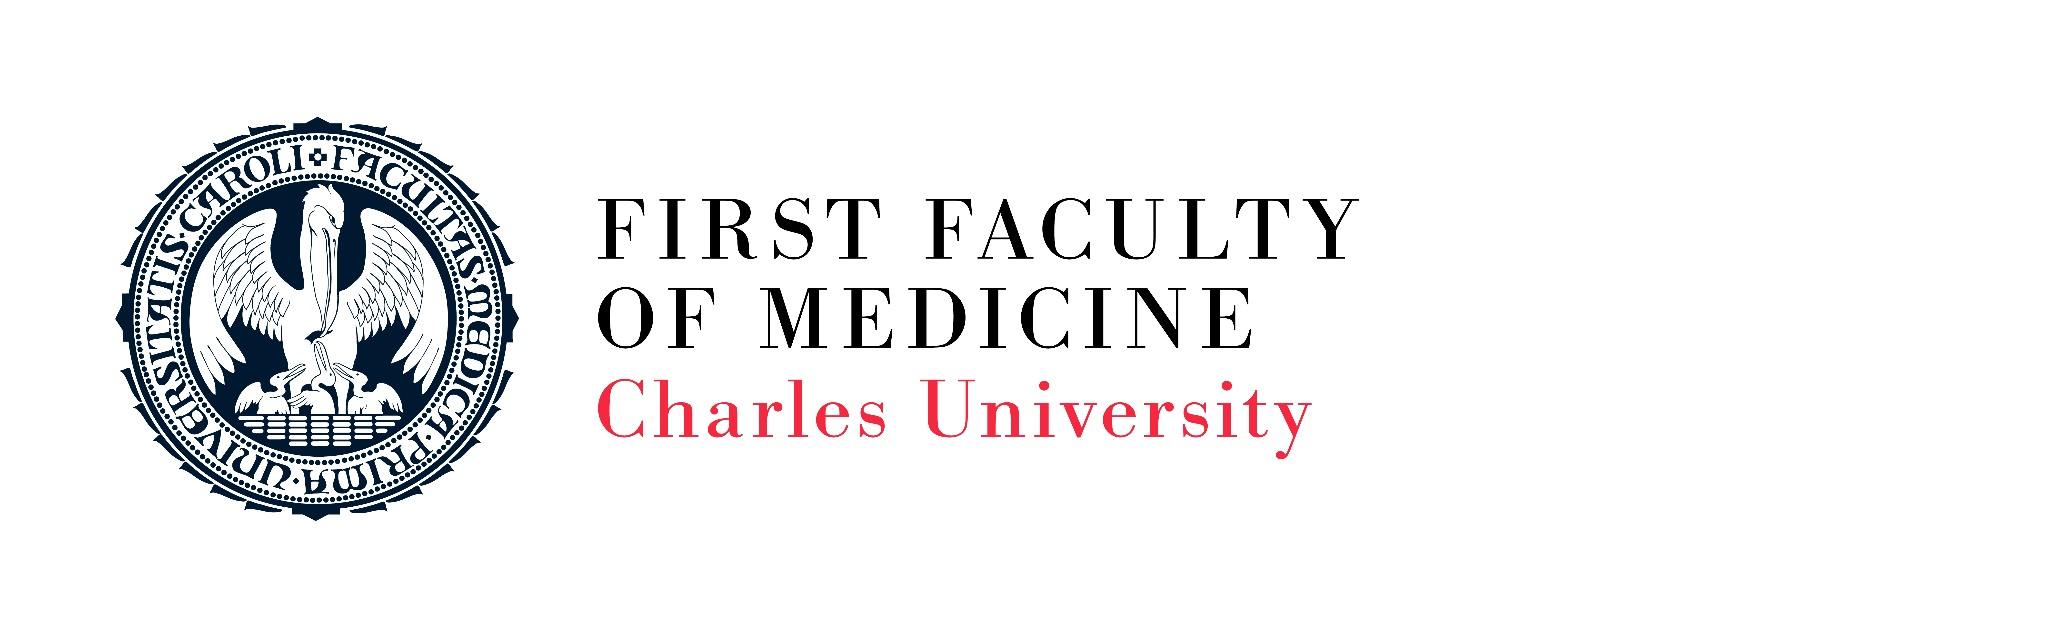 FACULTAS·MEDICA·PRIMA·UNIVERSITATIS·CAROLI
FIRST FACULTY
OF MEDICINE
Charles University